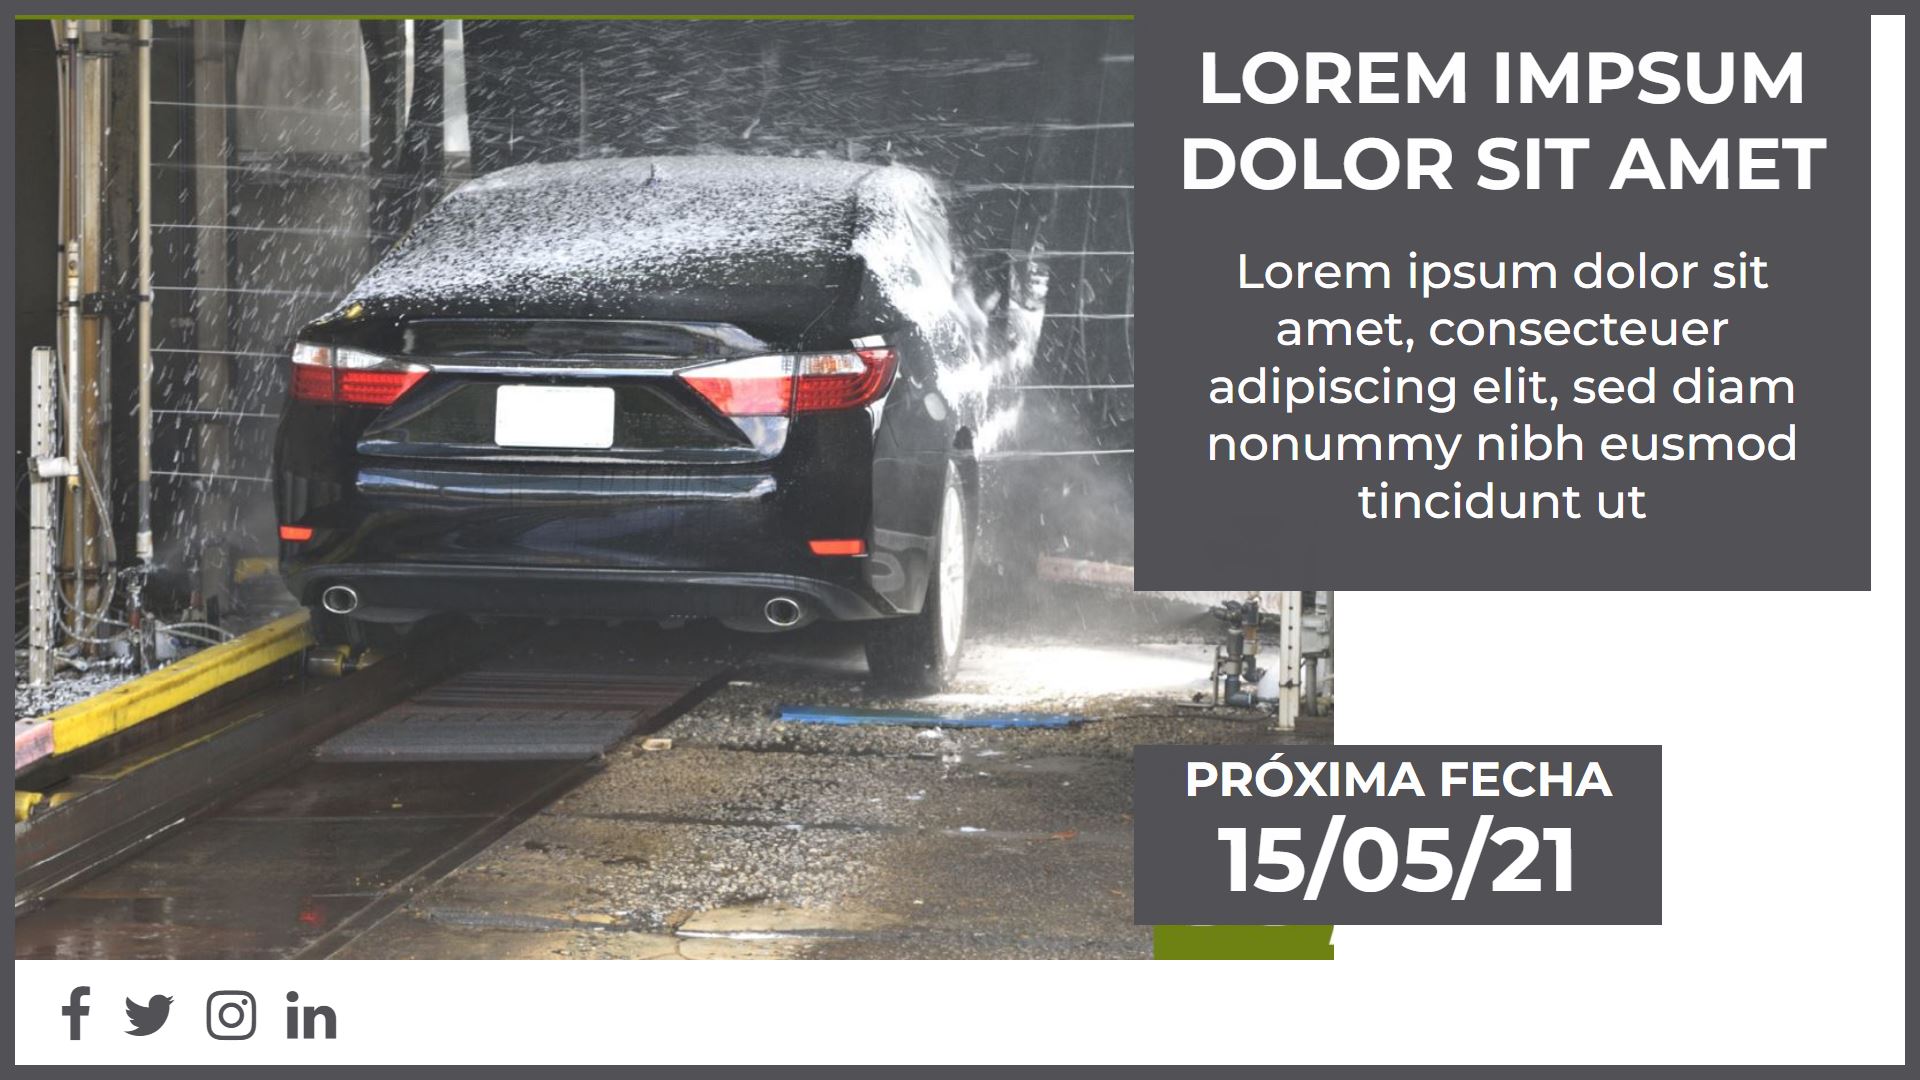 LOREM IMPSUM
DOLOR SIT AMET
Lorem ipsum dolor sit
amet, consecteuer
adipiscing elit, sed diam
nonummy nibh eusmod
tincidunt ut
PRÓXIMA FECHA
15/05/21